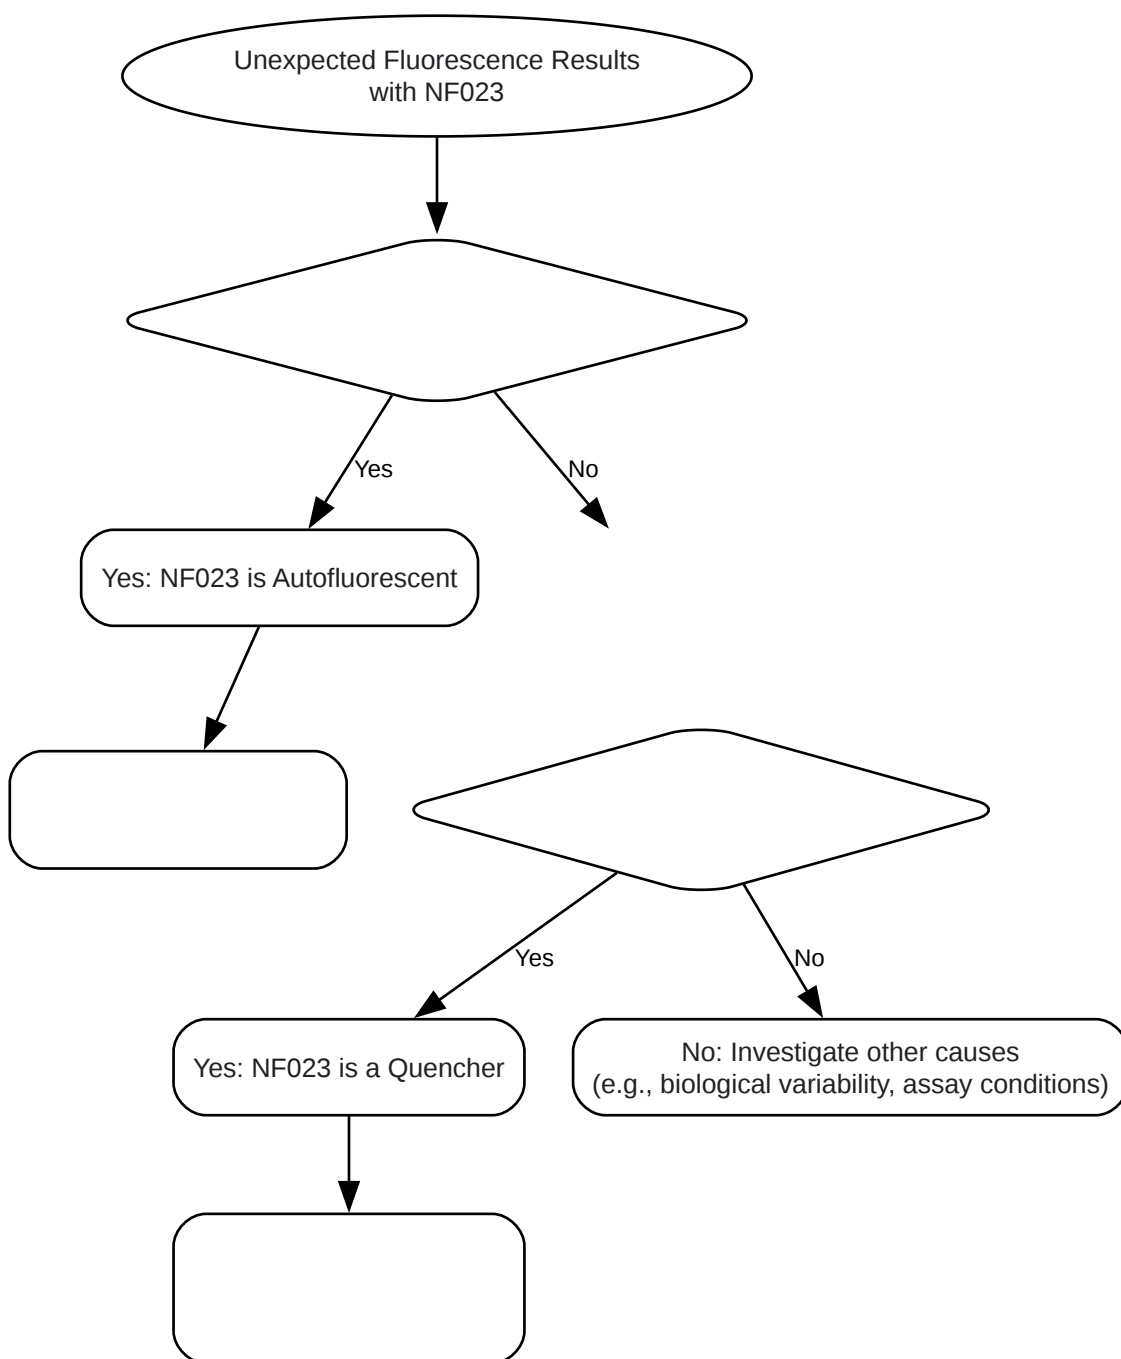 Unexpected Fluorescence Results
with NF023
Yes
No
Yes: NF023 is Autofluorescent
Yes
No
Yes: NF023 is a Quencher
No: Investigate other causes
(e.g., biological variability, assay conditions)